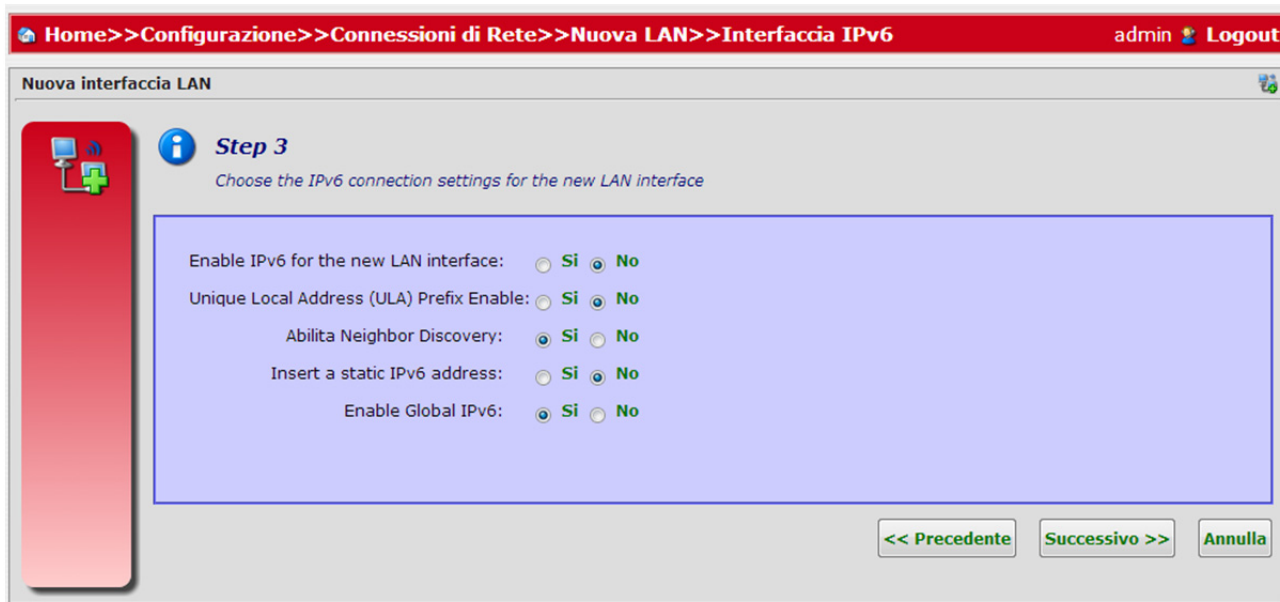 Home>>Configurazione>>Connessioni di Rete>>Nuova LAN>>Interfaccia IPv6 admin Logout
Nuova interfaccia LAN
Step 3
Choose the IPv6 connection settings for the new LAN interface
Enable IPv6 for the new LAN interface: Si No
Unique Local Address (ULA) Prefix Enable: Si No
Abilita Neighbor Discovery: Si No
Insert a static IPv6 address: Si No
Enable Global IPv6: Si No
<< Precedente Successivo >> Annulla